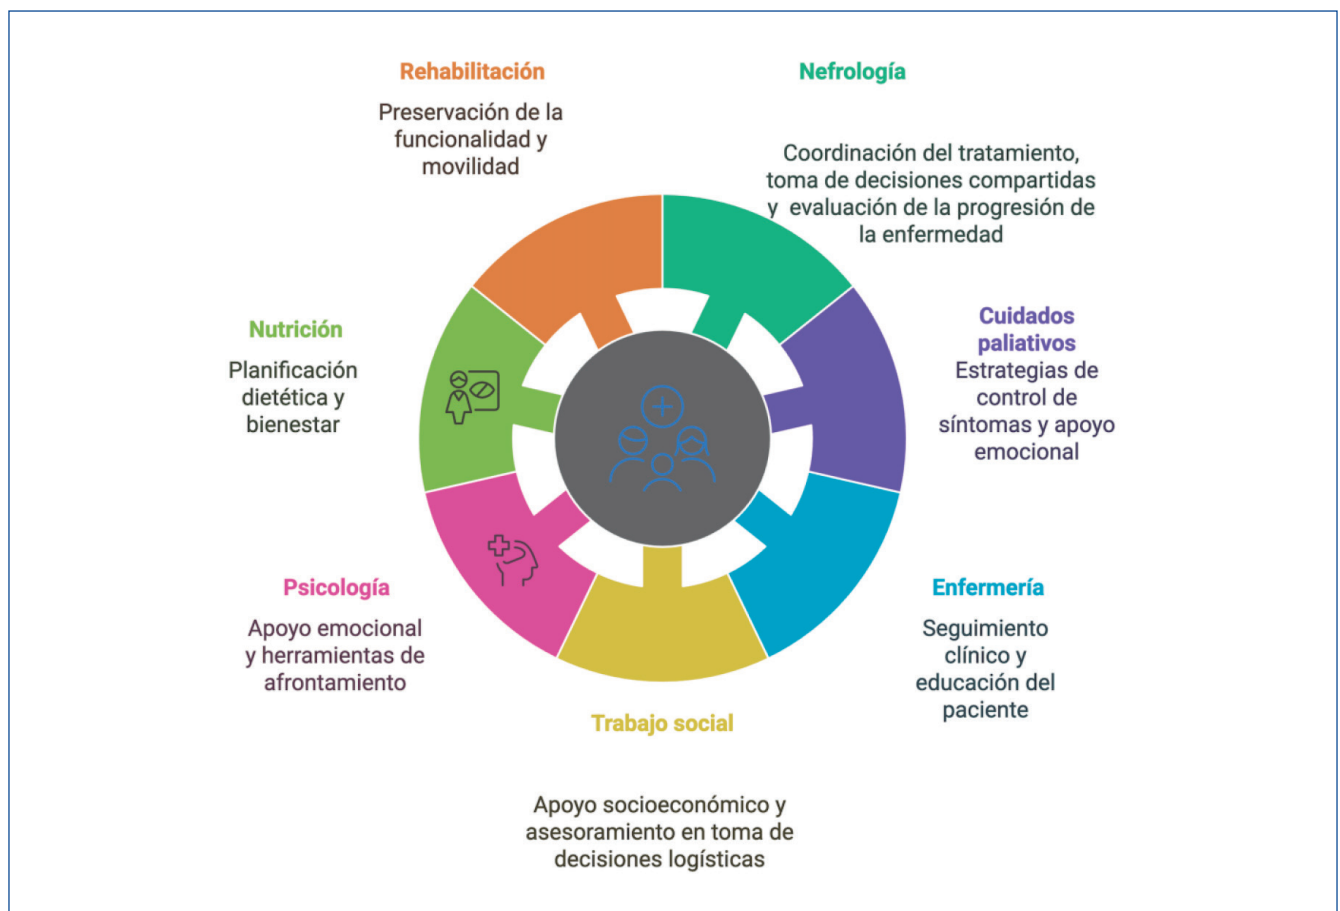 Rehabilitación
Preservación de la
funcionalidad y
movilidad
Nefrología
Coordinación del tratamiento,
toma de decisiones compartidas
y evaluación de la progresión de
la enfermedad
Cuidados
paliativos
Estrategias de
control de
síntomas y apoyo
emocional
Enfermería
Seguimiento
clínico y
educación del
paciente
Trabajo social
Apoyo socioeconómico y
asesoramiento en toma de
decisiones logísticas
Psicología
Apoyo emocional
y herramientas de
afrontamiento
Nutrición
Planificación
dietética y
bienestar